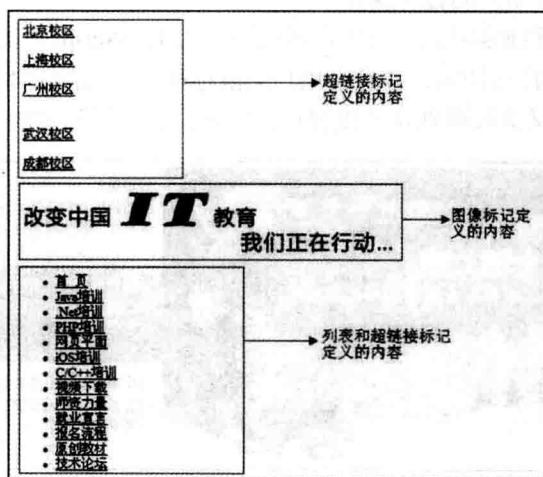 北京校区
上海校区
广州校区
武汉校区
成都校区
超链接标记
定义的内容
改变中国 IT 教育
我们正在行动...
图像标记定
义的内容
首 页
Java培训
.Net培训
PHP培训
网页平面
iOS培训
C/C++培训
视频下载
师资力量
就业宣言
报名流程
原创教材
技术论坛
列表和超链接标记
定义的内容